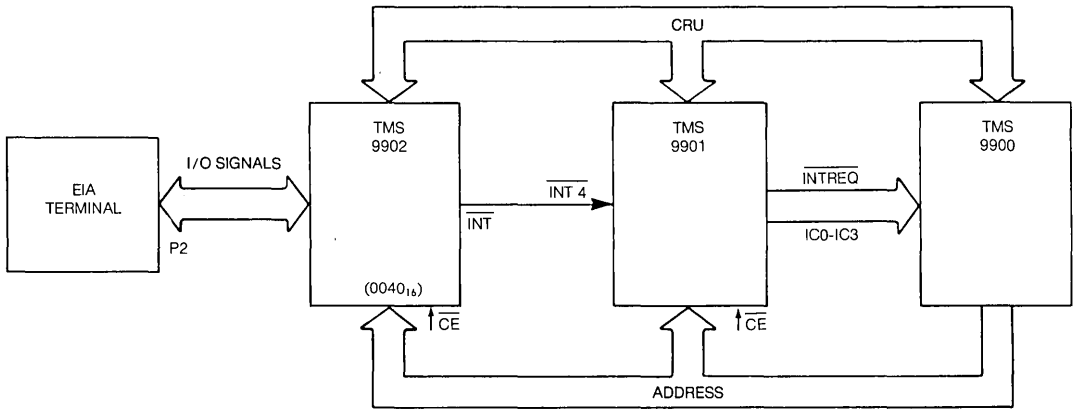 CRU
TMS
9902
TMS
9901
TMS
9900
EIA
TERMINAL
I/O SIGNALS
P2
INT
INT 4
INTREQ
IC0-IC3
(0040₁₆)
CE
CE
ADDRESS